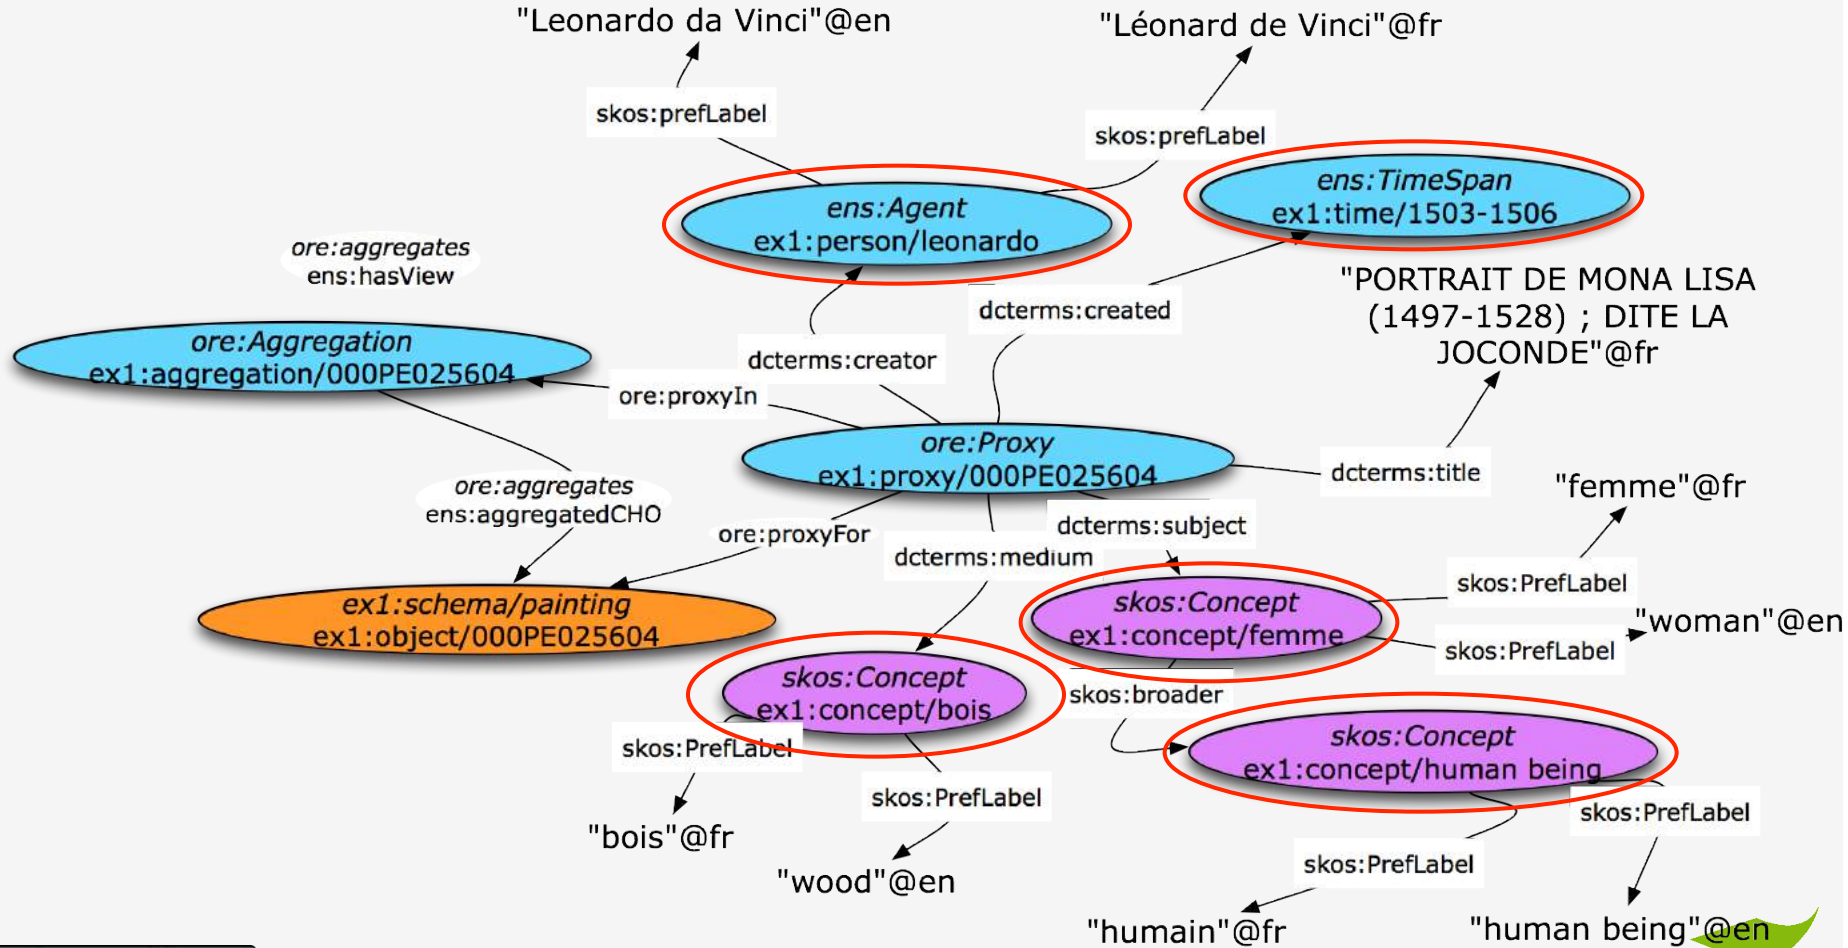 "Leonardo da Vinci"@en
"Léonard de Vinci"@fr
skos:prefLabel
skos:prefLabel
ens:TimeSpan
ex1:time/1503-1506
ens:Agent
ex1:person/leonardo
ore:aggregates
ens:hasView
"PORTRAIT DE MONA LISA
(1497-1528) ; DITE LA
JOCONDE"@fr
dcterms:created
ore:Aggregation
ex1:aggregation/000PE025604
dcterms:creator
ore:proxyIn
ore:Proxy
ex1:proxy/000PE025604
dcterms:title
ore:aggregates
ens:aggregatedCHO
"femme"@fr
ore:proxyFor
dcterms:subject
dcterms:medium
skos:PrefLabel
ex1:schema/painting
ex1:object/000PE025604
skos:Concept
ex1:concept/femme
"woman"@en
skos:PrefLabel
skos:Concept
ex1:concept/bois
skos:broader
skos:PrefLabel
skos:Concept
ex1:concept/human being
skos:PrefLabel
skos:PrefLabel
"bois"@fr
skos:PrefLabel
"wood"@en
"humain"@fr
"human being"@en